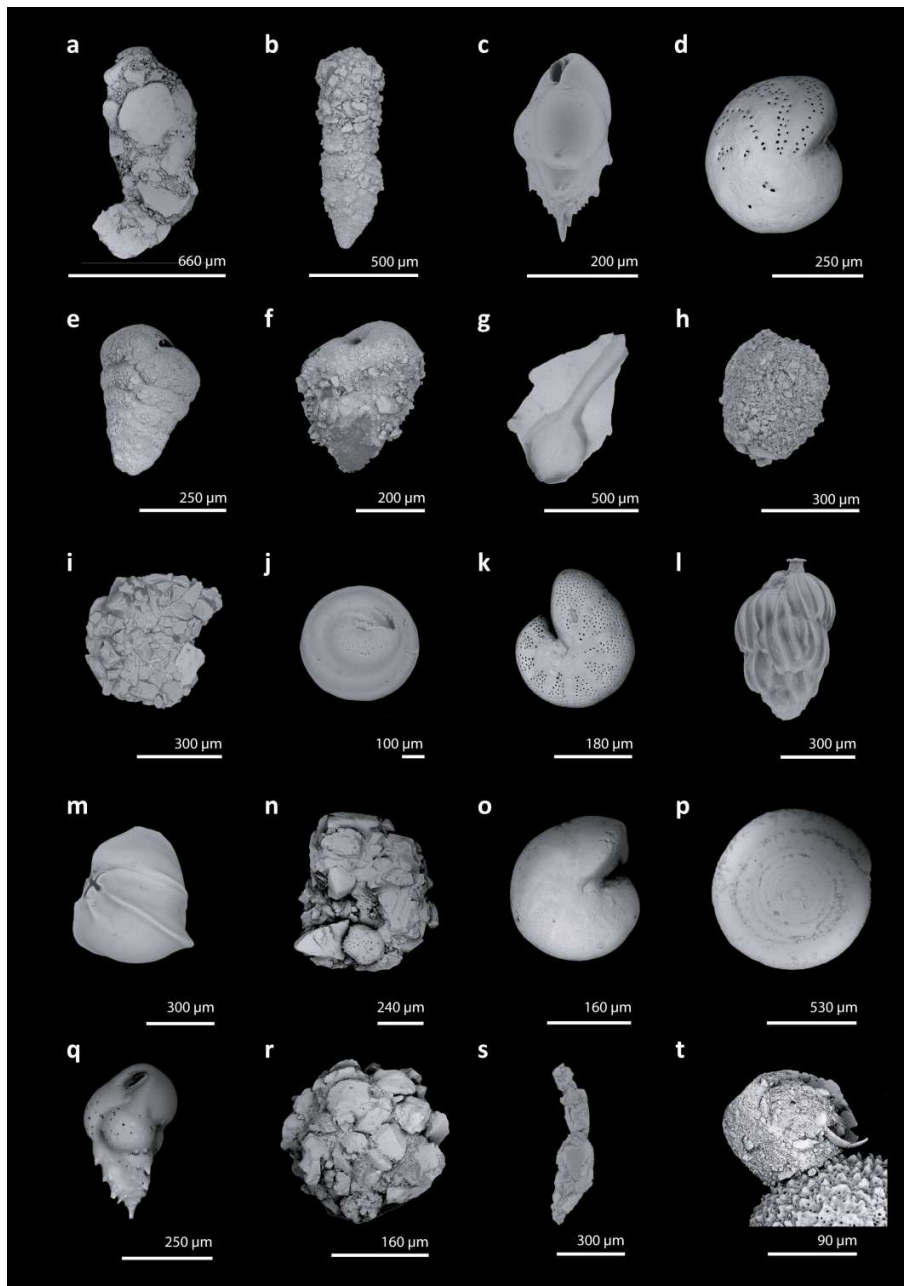 a b c d
660 µm 500 µm 200 µm 250 µm
e f g h
250 µm 200 µm 500 µm 300 µm
i j k l
300 µm 100 µm 180 µm 300 µm
m n o p
300 µm 240 µm 160 µm 530 µm
q r s t
250 µm 160 µm 300 µm 90 µm